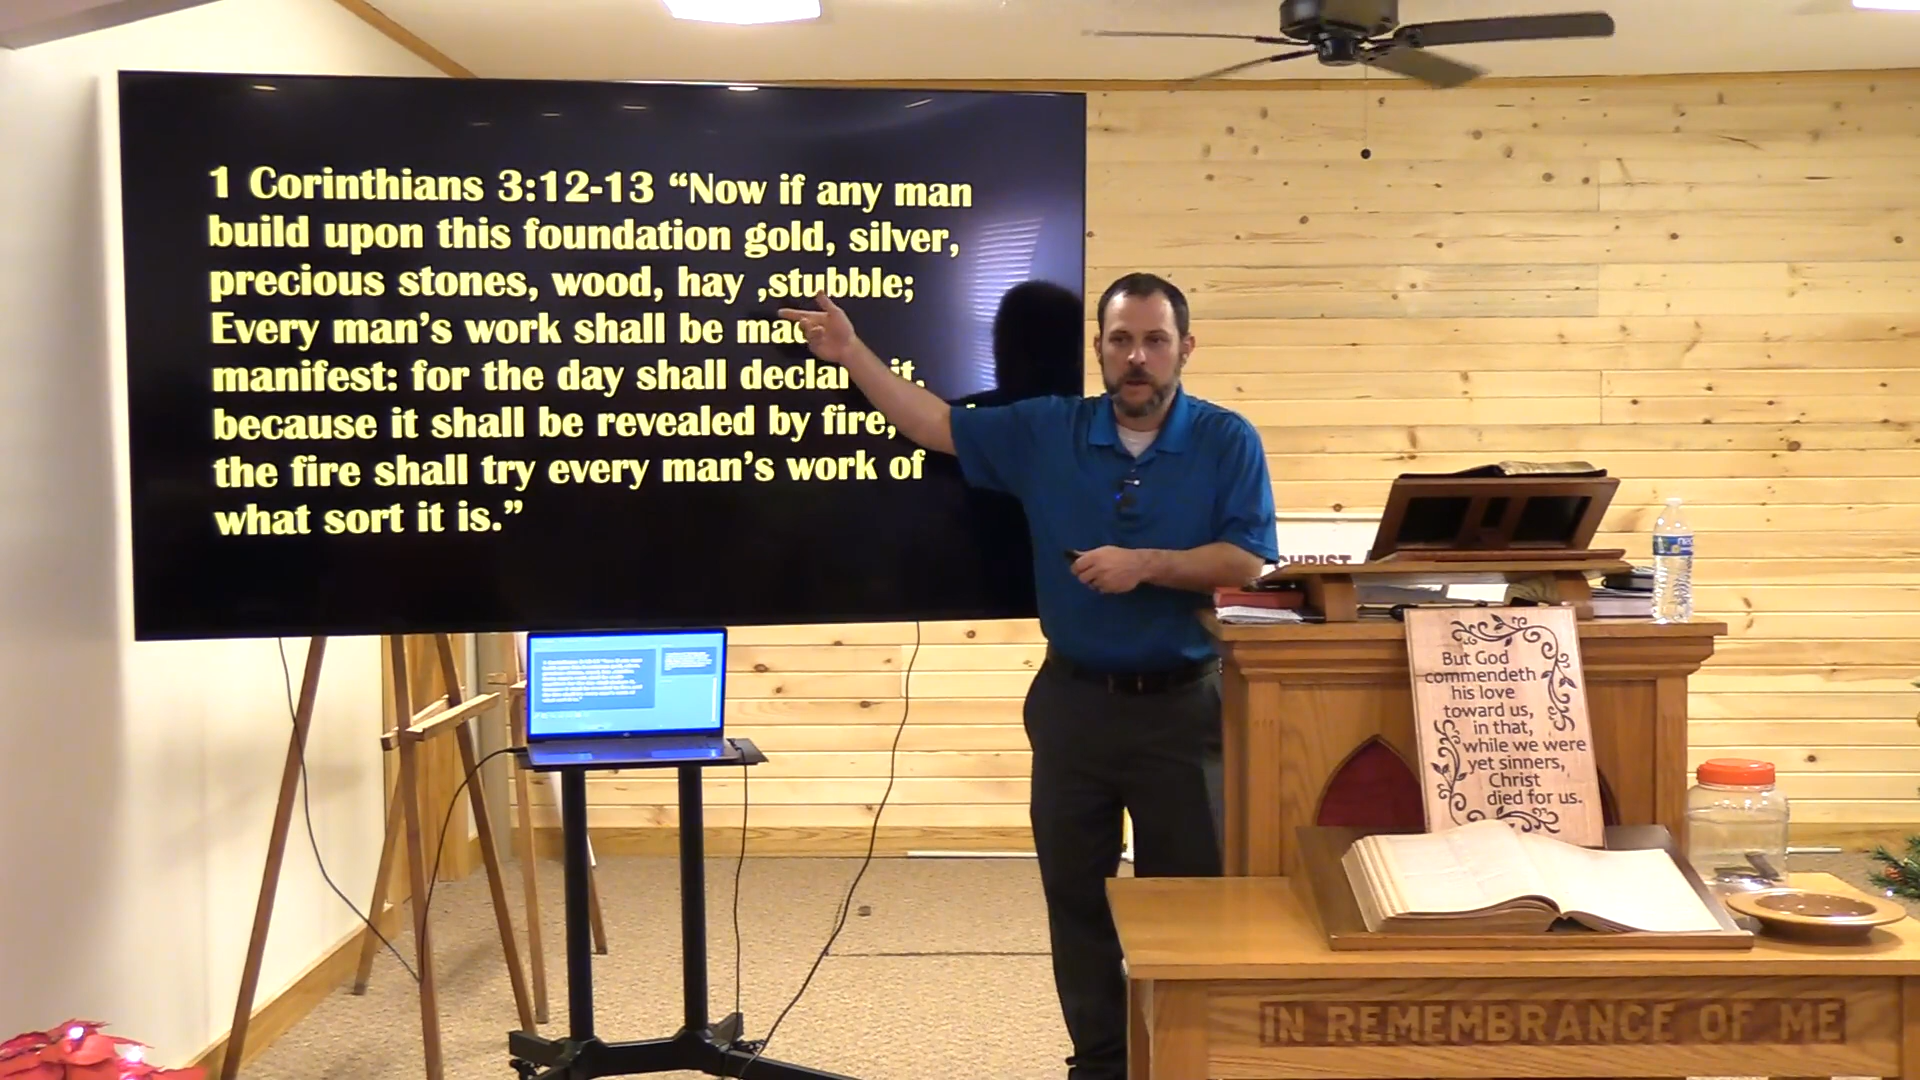 1 Corinthians 3:12-13 “Now if any man
build upon this foundation gold, silver,
precious stones, wood, hay ,stubble;
Every man’s work shall be
manifest: for the day shall it,
because it shall be revealed by fire,
the fire shall try every man’s work of
what sort it is.”
CHRIST
But God
commendeth
his love
toward us,
in that,
while we were
yet sinners,
Christ
died for us.
IN REMEMBRANCE OF ME